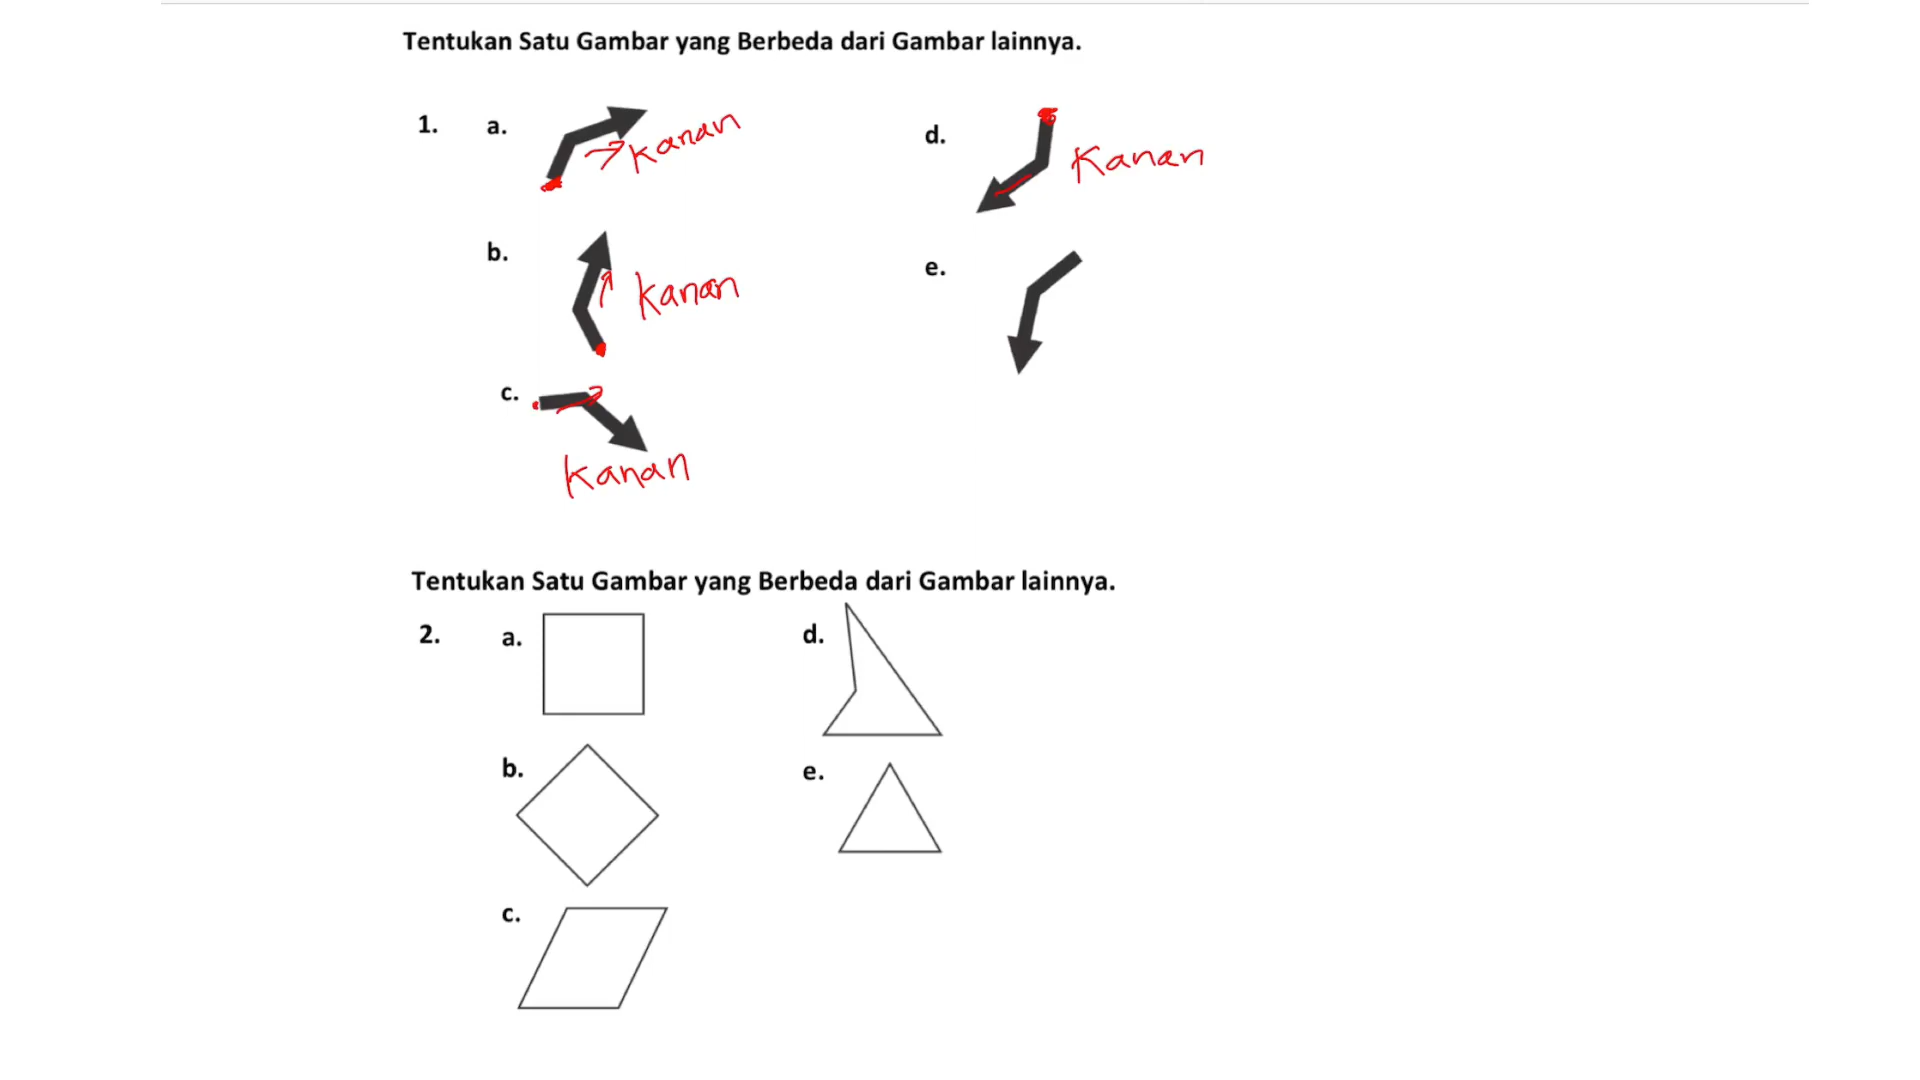 Tentukan Satu Gambar yang Berbeda dari Gambar lainnya.
1. a. Kanan
b. Kanan
c.
Kanan
d. Kanan
e.
Tentukan Satu Gambar yang Berbeda dari Gambar lainnya.
2. a.
b.
c.
d.
e.